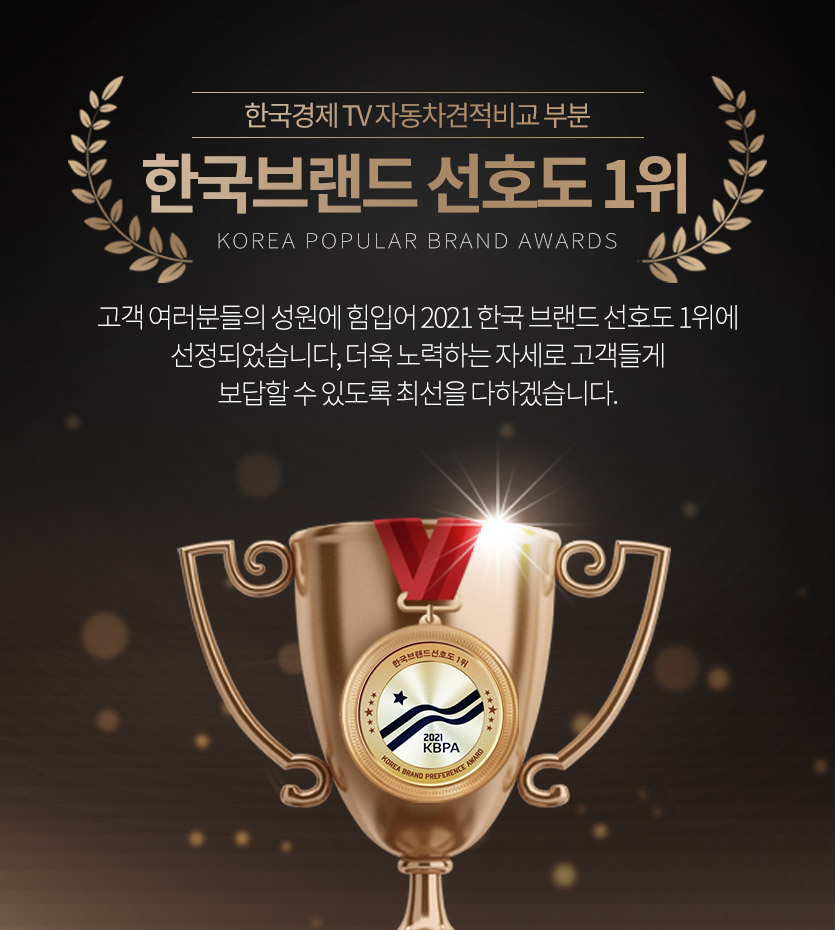 한국경제 TV 자동차견적비교 부분
한국브랜드 선호도 1위
KOREA POPULAR BRAND AWARDS
고객 여러분들의 성원에 힘입어 2021 한국 브랜드 선호도 1위에
선정되었습니다, 더욱 노력하는 자세로 고객들게
보답할 수 있도록 최선을 다하겠습니다.
한국브랜드선호도 1위
2021
KBPA
KOREA BRAND PREFERENCE AWARD